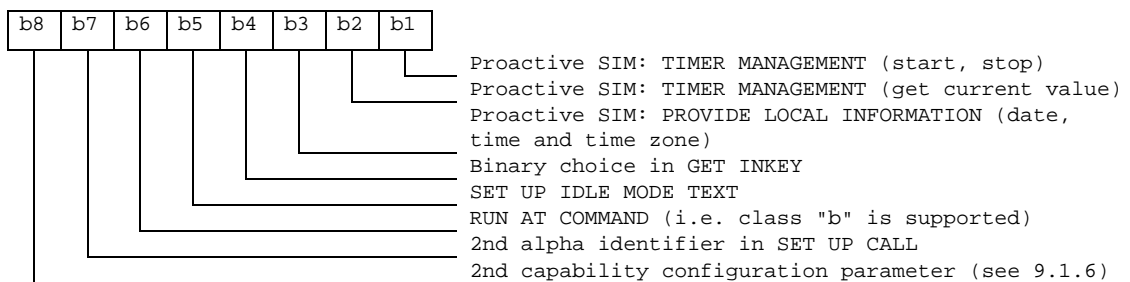 b8 b7 b6 b5 b4 b3 b2 b1
Proactive SIM: TIMER MANAGEMENT (start, stop)
Proactive SIM: TIMER MANAGEMENT (get current value)
Proactive SIM: PROVIDE LOCAL INFORMATION (date,
time and time zone)
Binary choice in GET INKEY
SET UP IDLE MODE TEXT
RUN AT COMMAND (i.e. class "b" is supported)
2nd alpha identifier in SET UP CALL
2nd capability configuration parameter (see 9.1.6)